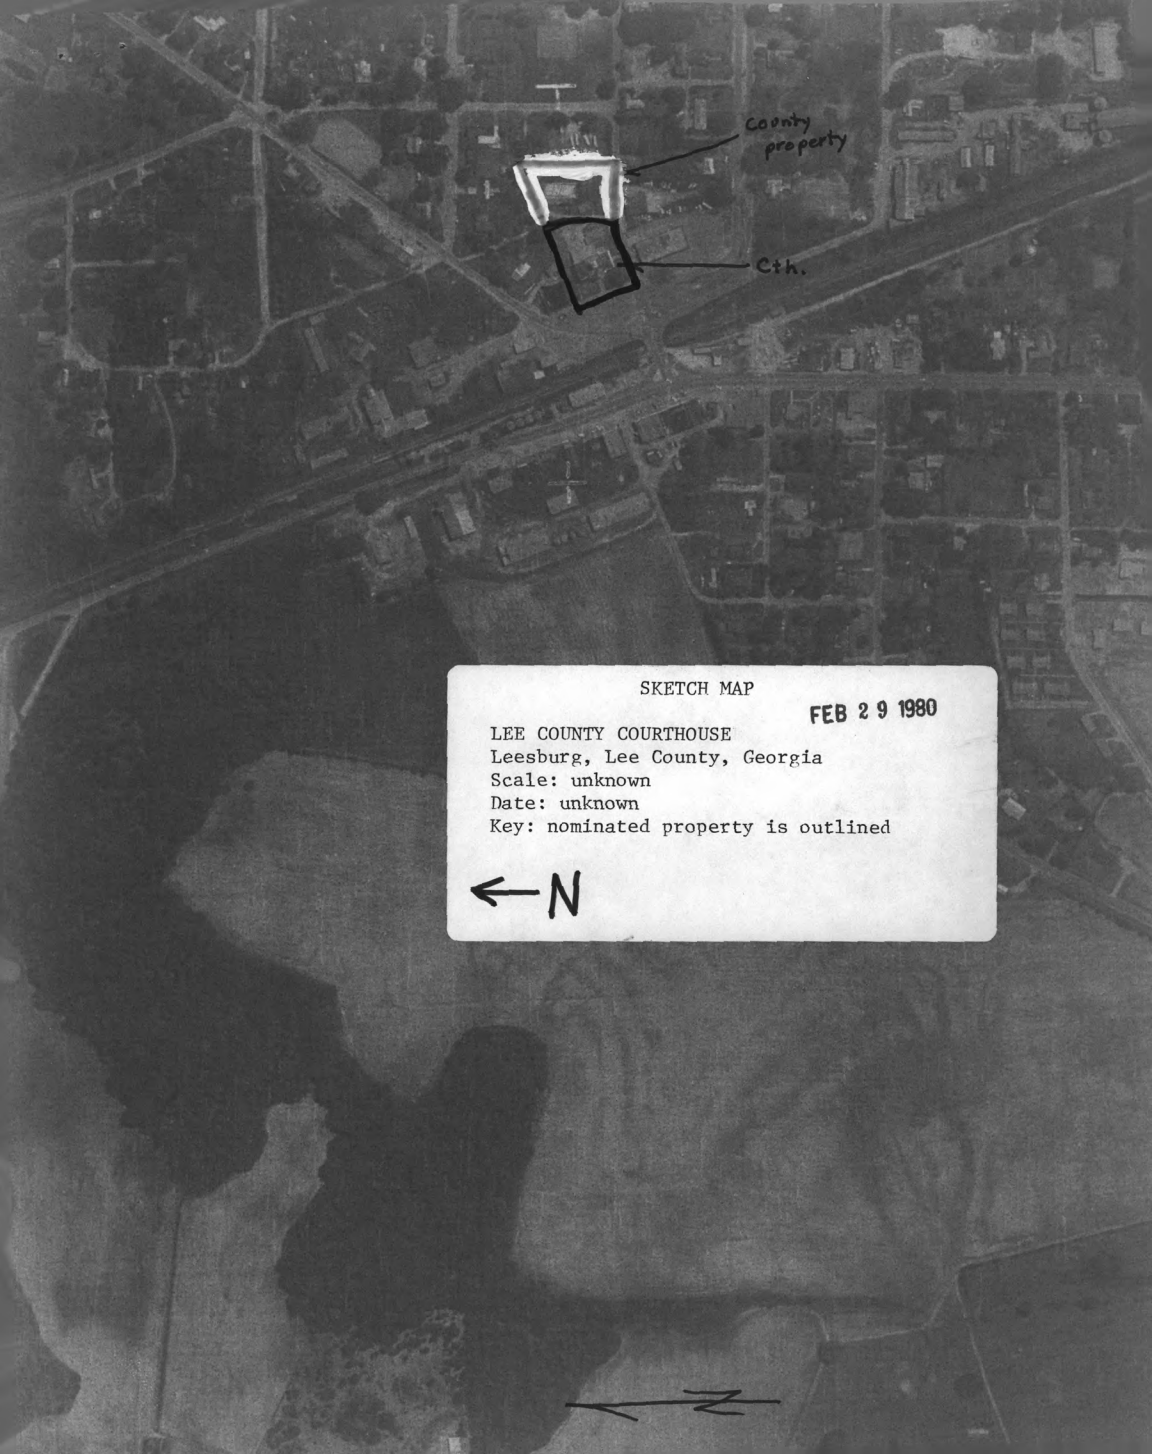 County
property
Cth.
SKETCH MAP
FEB 29 1980
LEE COUNTY COURTHOUSE
Leesburg, Lee County, Georgia
Scale: unknown
Date: unknown
Key: nominated property is outlined
N